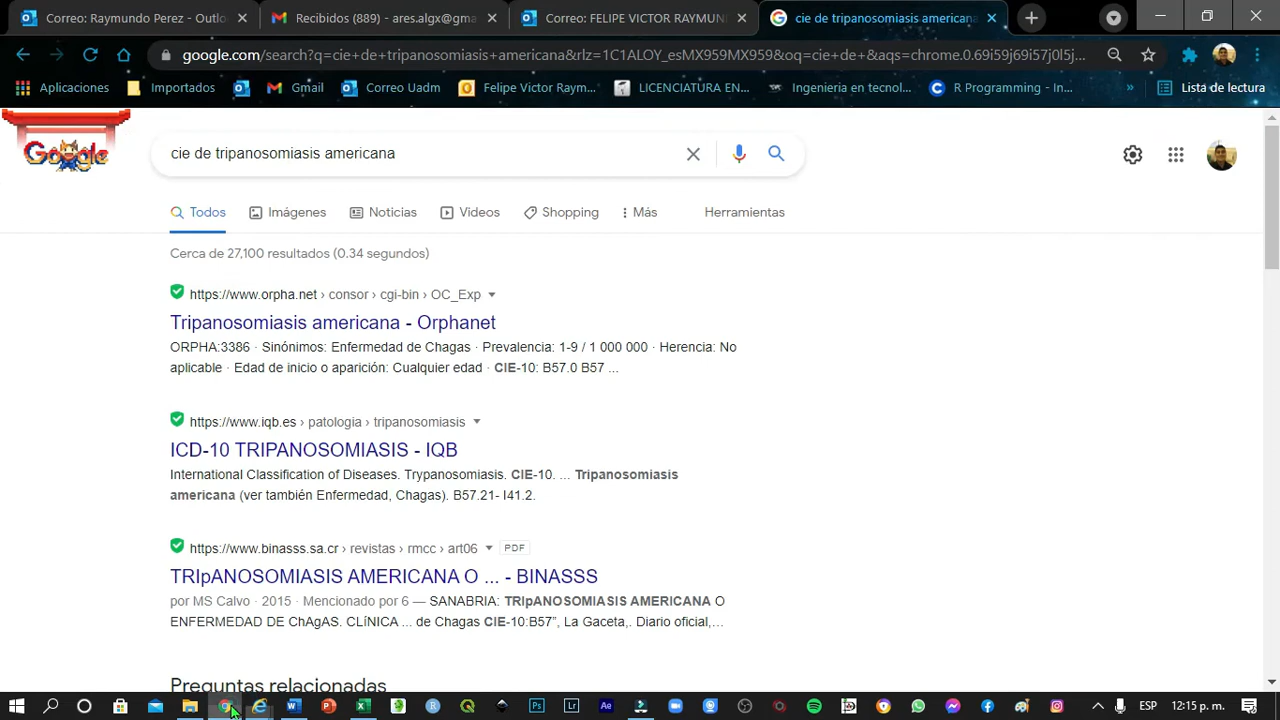 Correo: Raymundo Perez - Outlo
Recibidos (889) - ares.algx@gma
Correo: FELIPE VICTOR RAYMUN
cie de tripanosomiasis americana
google.com/search?q=cie+de+tripanosomiasis+americana&rlz=1C1ALOY_esMX959MX959&oq=cie+de+&aqs=chrome.0.69i59j69i57j0l5j...
Aplicaciones
Importados
Gmail
Correo Uadm
Felipe Victor Raym...
LICENCIATURA EN...
Ingeniería en tecnol...
R Programming - In...
»
Lista de lectura
Google
cie de tripanosomiasis americana
Todos
Imágenes
Noticias
Videos
Shopping
Más
Herramientas
Cerca de 27,100 resultados (0.34 segundos)
https://www.orpha.net › consor › cgi-bin › OC_Exp
Tripanosomiasis americana - Orphanet
ORPHA:3386 · Sinónimos: Enfermedad de Chagas · Prevalencia: 1-9 / 1 000 000 · Herencia: No
aplicable · Edad de inicio o aparición: Cualquier edad · CIE-10: B57.0 B57 ...
https://www.iqb.es › patologia › tripanosomiasis
ICD-10 TRIPANOSOMIASIS - IQB
International Classification of Diseases. Trypanosomiasis. CIE-10. ... Tripanosomiasis
americana (ver también Enfermedad, Chagas). B57.21- I41.2.
https://www.binasss.sa.cr › revistas › rmcc › art06
PDF
TRIpANOSOMIASIS AMERICANA O ... - BINASSS
por MS Calvo · 2015 · Mencionado por 6 — SANABRIA: TRIpANOSOMIASIS AMERICANA O
ENFERMEDAD DE ChAgAS. CLíNICA ... de Chagas CIE-10:B57”, La Gaceta,. Diario oficial,...
Preguntas relacionadas
ESP
12:15 p. m.